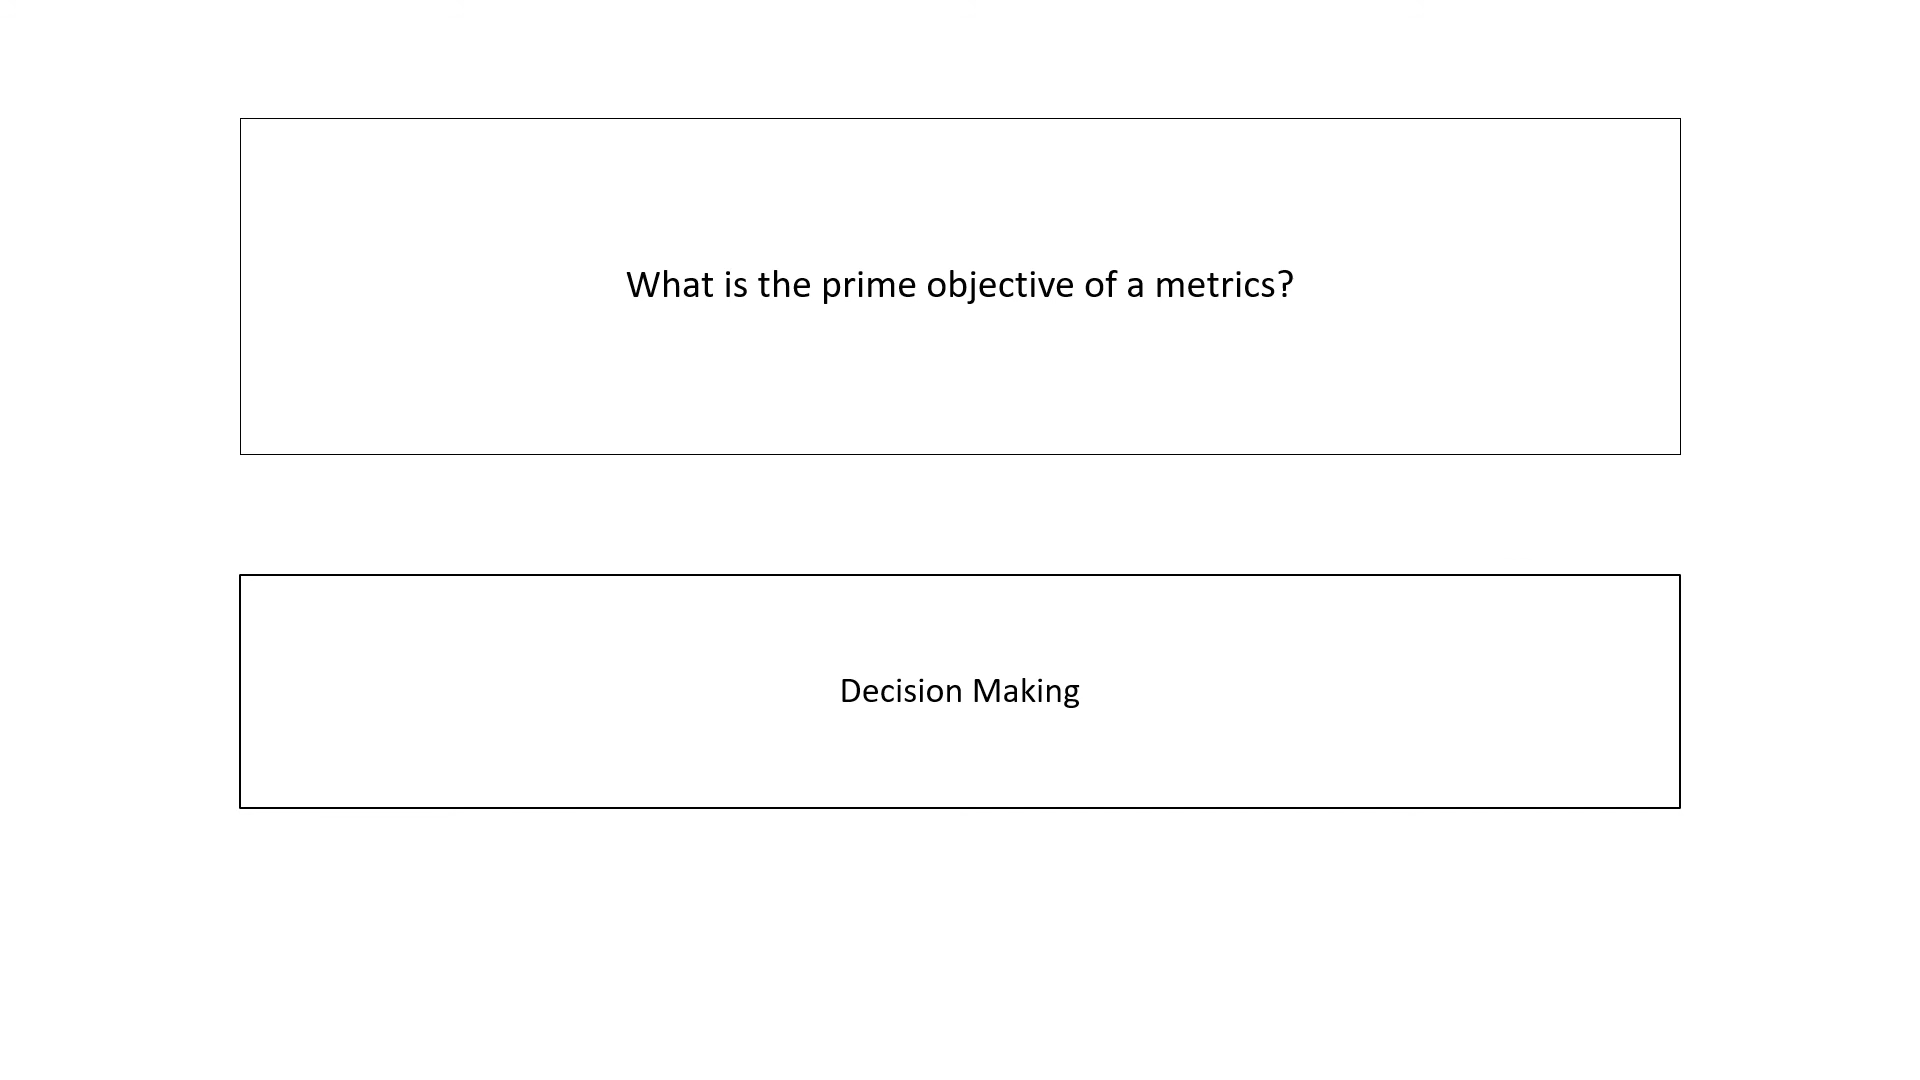 What is the prime objective of a metrics?
Decision Making